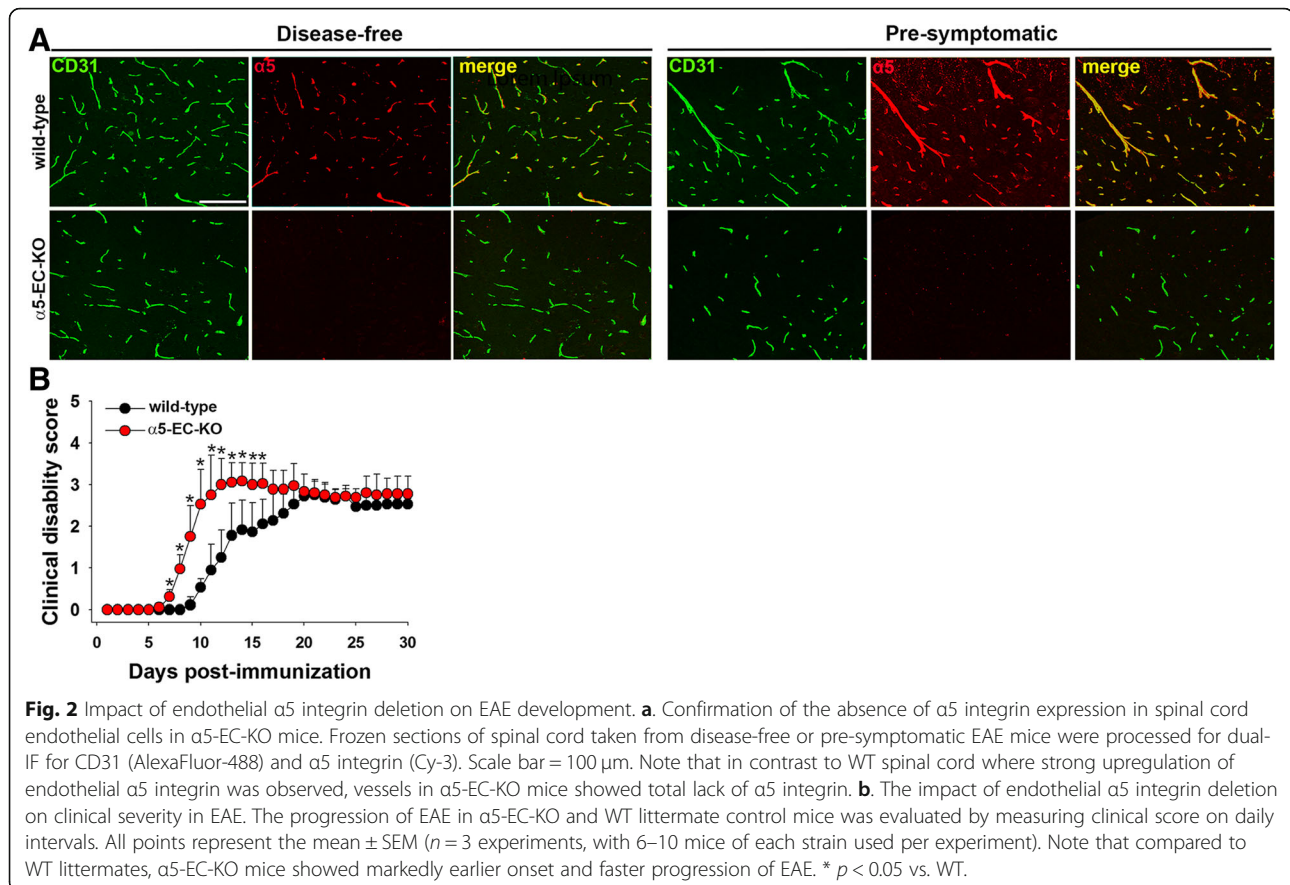 A
Disease-free
Pre-symptomatic
CD31
α5
merge
Lorem Ipsum
CD31
α5
merge
wild-type
α5-EC-KO
B
wild-type
α5-EC-KO
Clinical disability score
5
4
3
2
1
0
* * * * * * * * * *
0 5 10 15 20 25 30
Days post-immunization
Fig. 2 Impact of endothelial α5 integrin deletion on EAE development. a. Confirmation of the absence of α5 integrin expression in spinal cord
endothelial cells in α5-EC-KO mice. Frozen sections of spinal cord taken from disease-free or pre-symptomatic EAE mice were processed for dual-
IF for CD31 (AlexaFluor-488) and α5 integrin (Cy-3). Scale bar = 100 μm. Note that in contrast to WT spinal cord where strong upregulation of
endothelial α5 integrin was observed, vessels in α5-EC-KO mice showed total lack of α5 integrin. b. The impact of endothelial α5 integrin deletion
on clinical severity in EAE. The progression of EAE in α5-EC-KO and WT littermate control mice was evaluated by measuring clinical score on daily
intervals. All points represent the mean ± SEM (n = 3 experiments, with 6–10 mice of each strain used per experiment). Note that compared to
WT littermates, α5-EC-KO mice showed markedly earlier onset and faster progression of EAE. * p < 0.05 vs. WT.